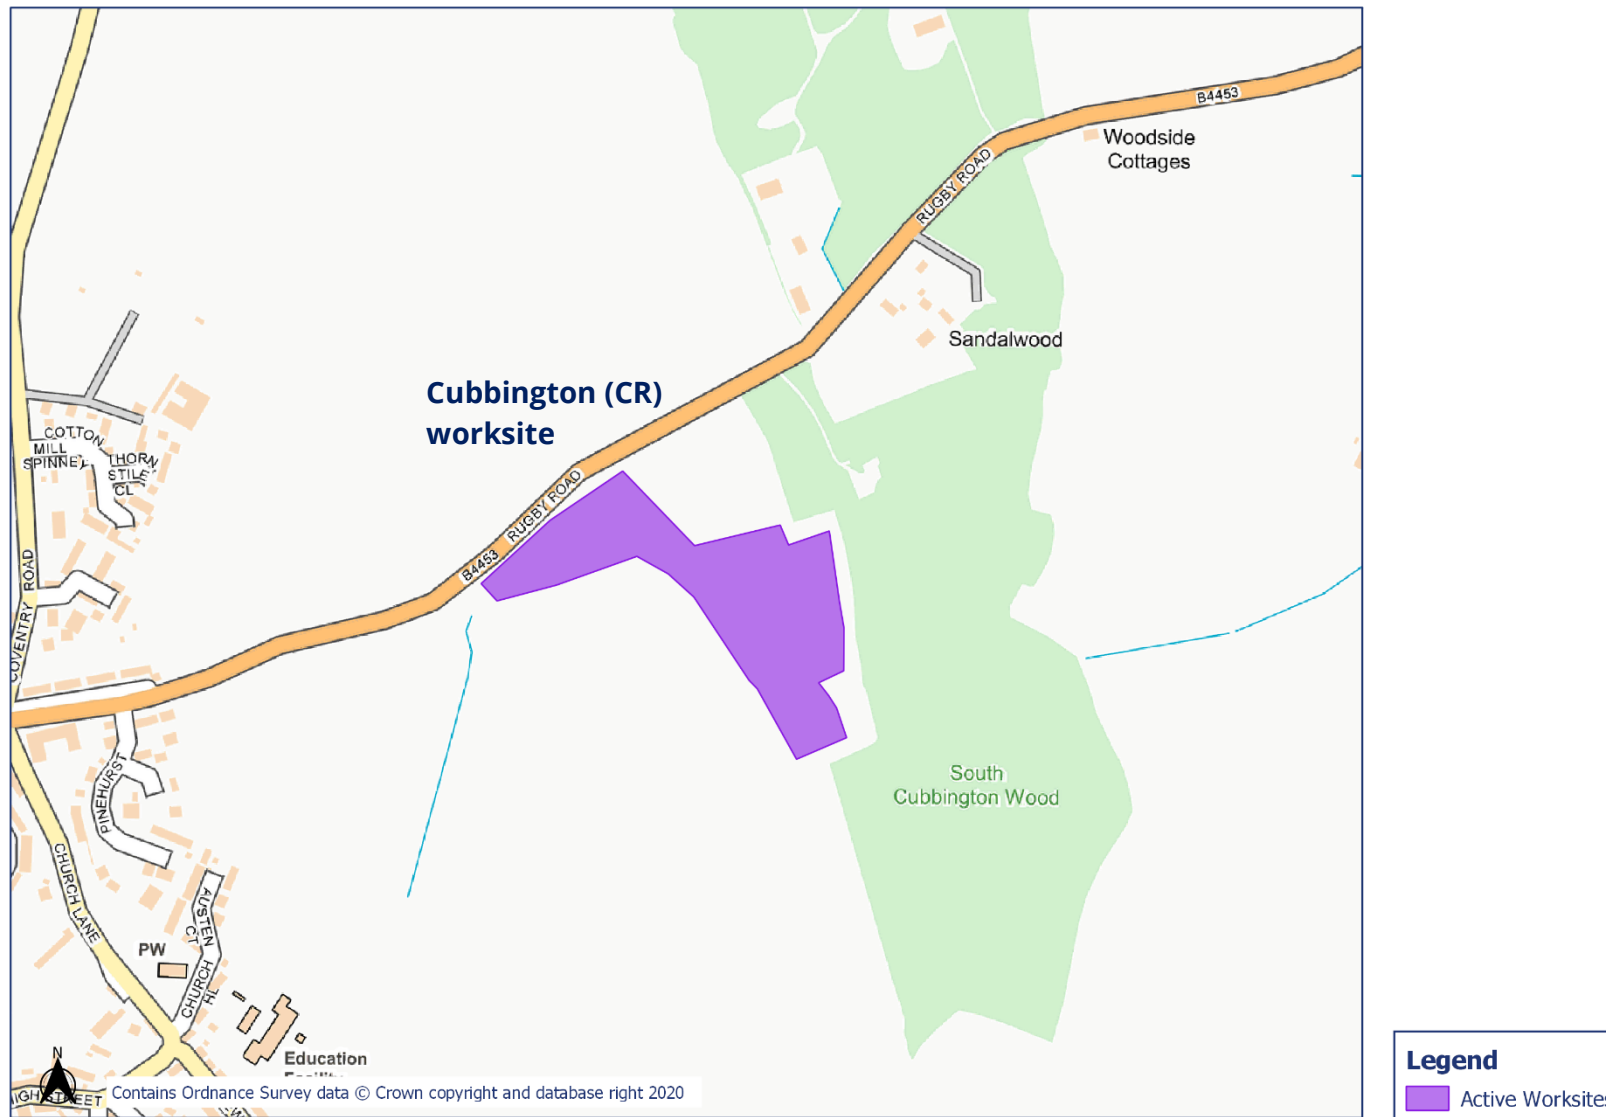 B4453
Woodside
Cottages
RUGBY ROAD
Sandalwood
Cubbington (CR)
worksite
COTTON
MILL
SPINNEY
THORN
STILE
CL
RUGBY ROAD
B4453
COVENTRY ROAD
PINEHURST
South
Cubbington Wood
CHURCH LANE
AUSTEN
CT
PW
CHURCH
HL
Education
N
Contains Ordnance Survey data © Crown copyright and database right 2020
STREET
Legend
Active Worksites